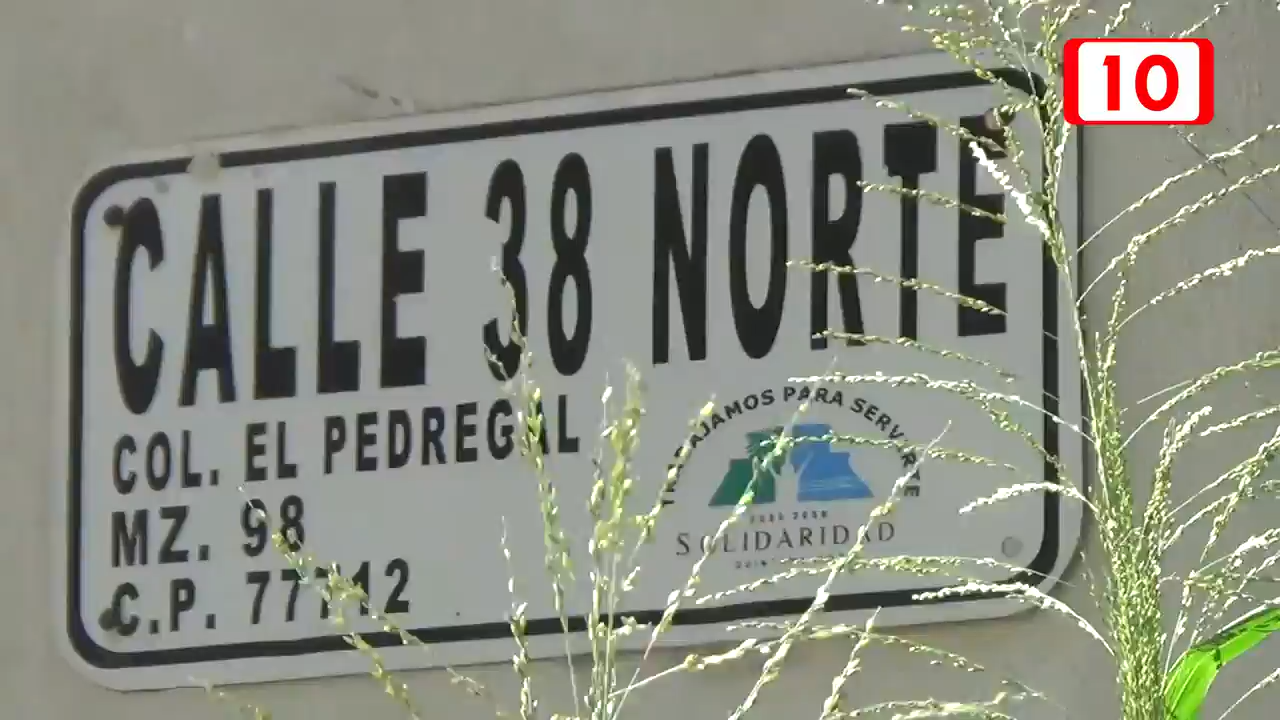 10
CALLE 38 NORTE
COL. EL PEDREGAL
MZ. 98
C.P. 77712
TRABAJAMOS PARA SERVIRTE
SOLIDARIDAD